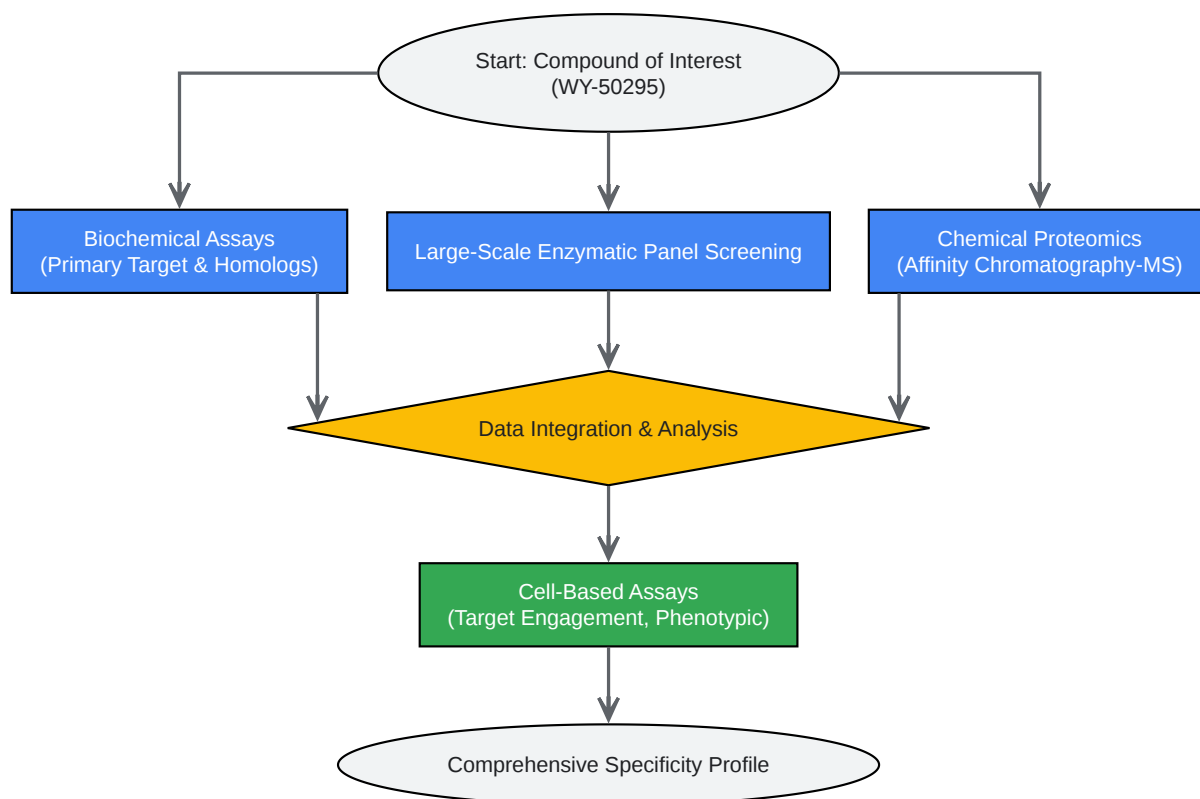 Start: Compound of Interest
(WY-50295)
Biochemical Assays
(Primary Target & Homologs)
Large-Scale Enzymatic Panel Screening
Chemical Proteomics
(Affinity Chromatography-MS)
Data Integration & Analysis
Cell-Based Assays
(Target Engagement, Phenotypic)
Comprehensive Specificity Profile